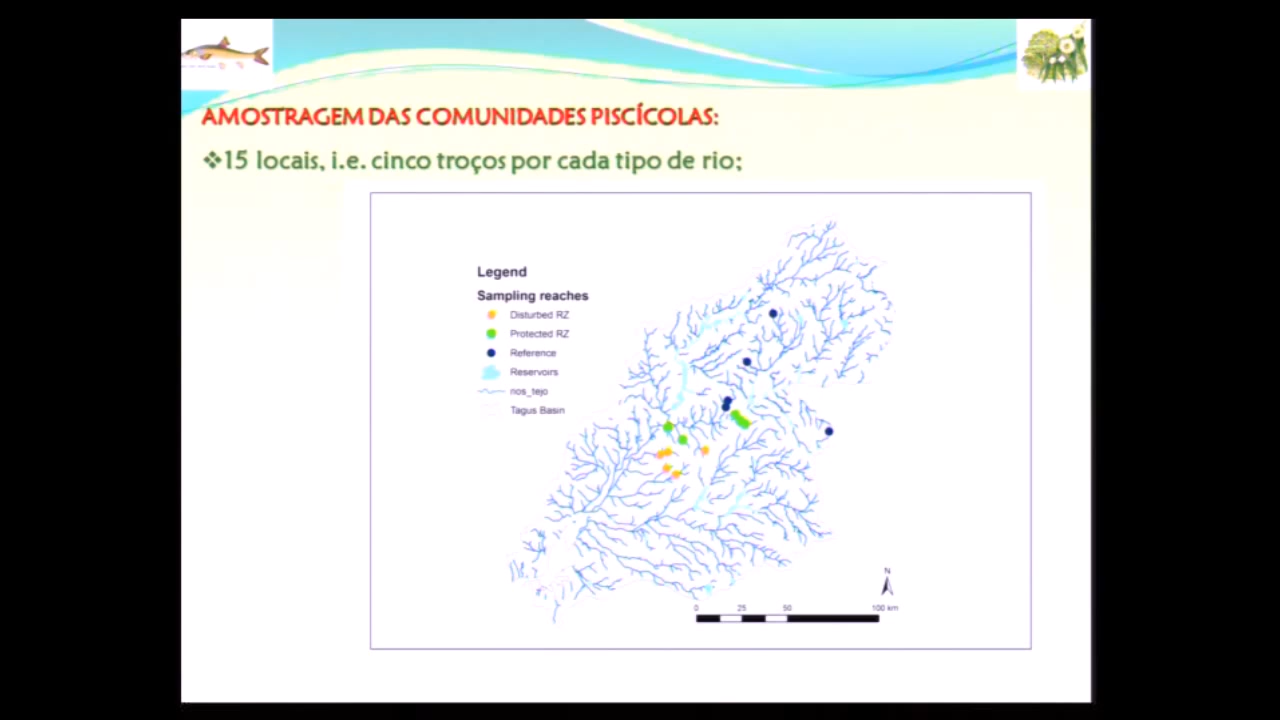 AMOSTRAGEM DAS COMUNIDADES PISCÍCOLAS:
❖15 locais, i.e. cinco troços por cada tipo de rio;
Legend
Sampling reaches
Disturbed RZ
Protected RZ
Reference
Reservoirs
rios_tejo
Tagus Basin
N
0 25 50 100 km